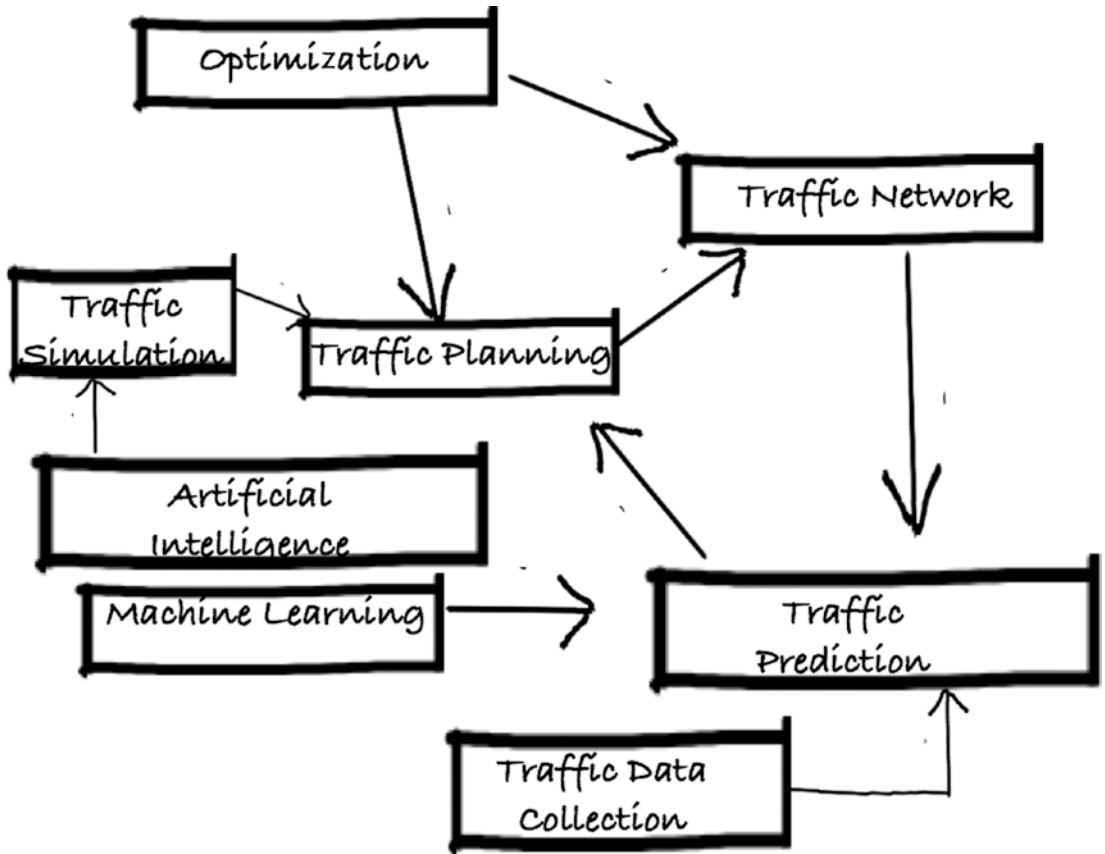 Optimization
Traffic Network
Traffic
Simulation
Traffic Planning
Artificial
Intelligence
Machine Learning
Traffic
Prediction
Traffic Data
Collection